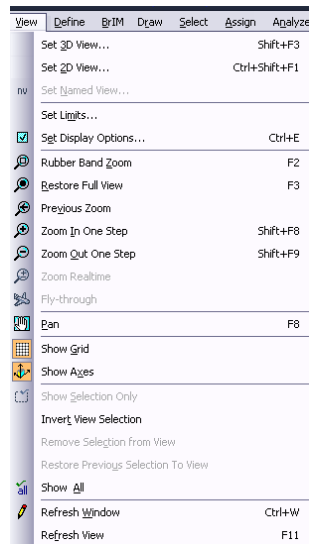 View Define BrIM Draw Select Assign Analyze
Set 3D View... Shift+F3
Set 2D View... Ctrl+Shift+F1
nv Set Named View...
Set Limits...
Set Display Options... Ctrl+E
Rubber Band Zoom F2
Restore Full View F3
Previous Zoom
Zoom In One Step Shift+F8
Zoom Out One Step Shift+F9
Zoom Realtime
Fly-through
Pan F8
Show Grid
Show Axes
Show Selection Only
Invert View Selection
Remove Selection from View
Restore Previous Selection To View
all Show All
Refresh Window Ctrl+W
Refresh View F11